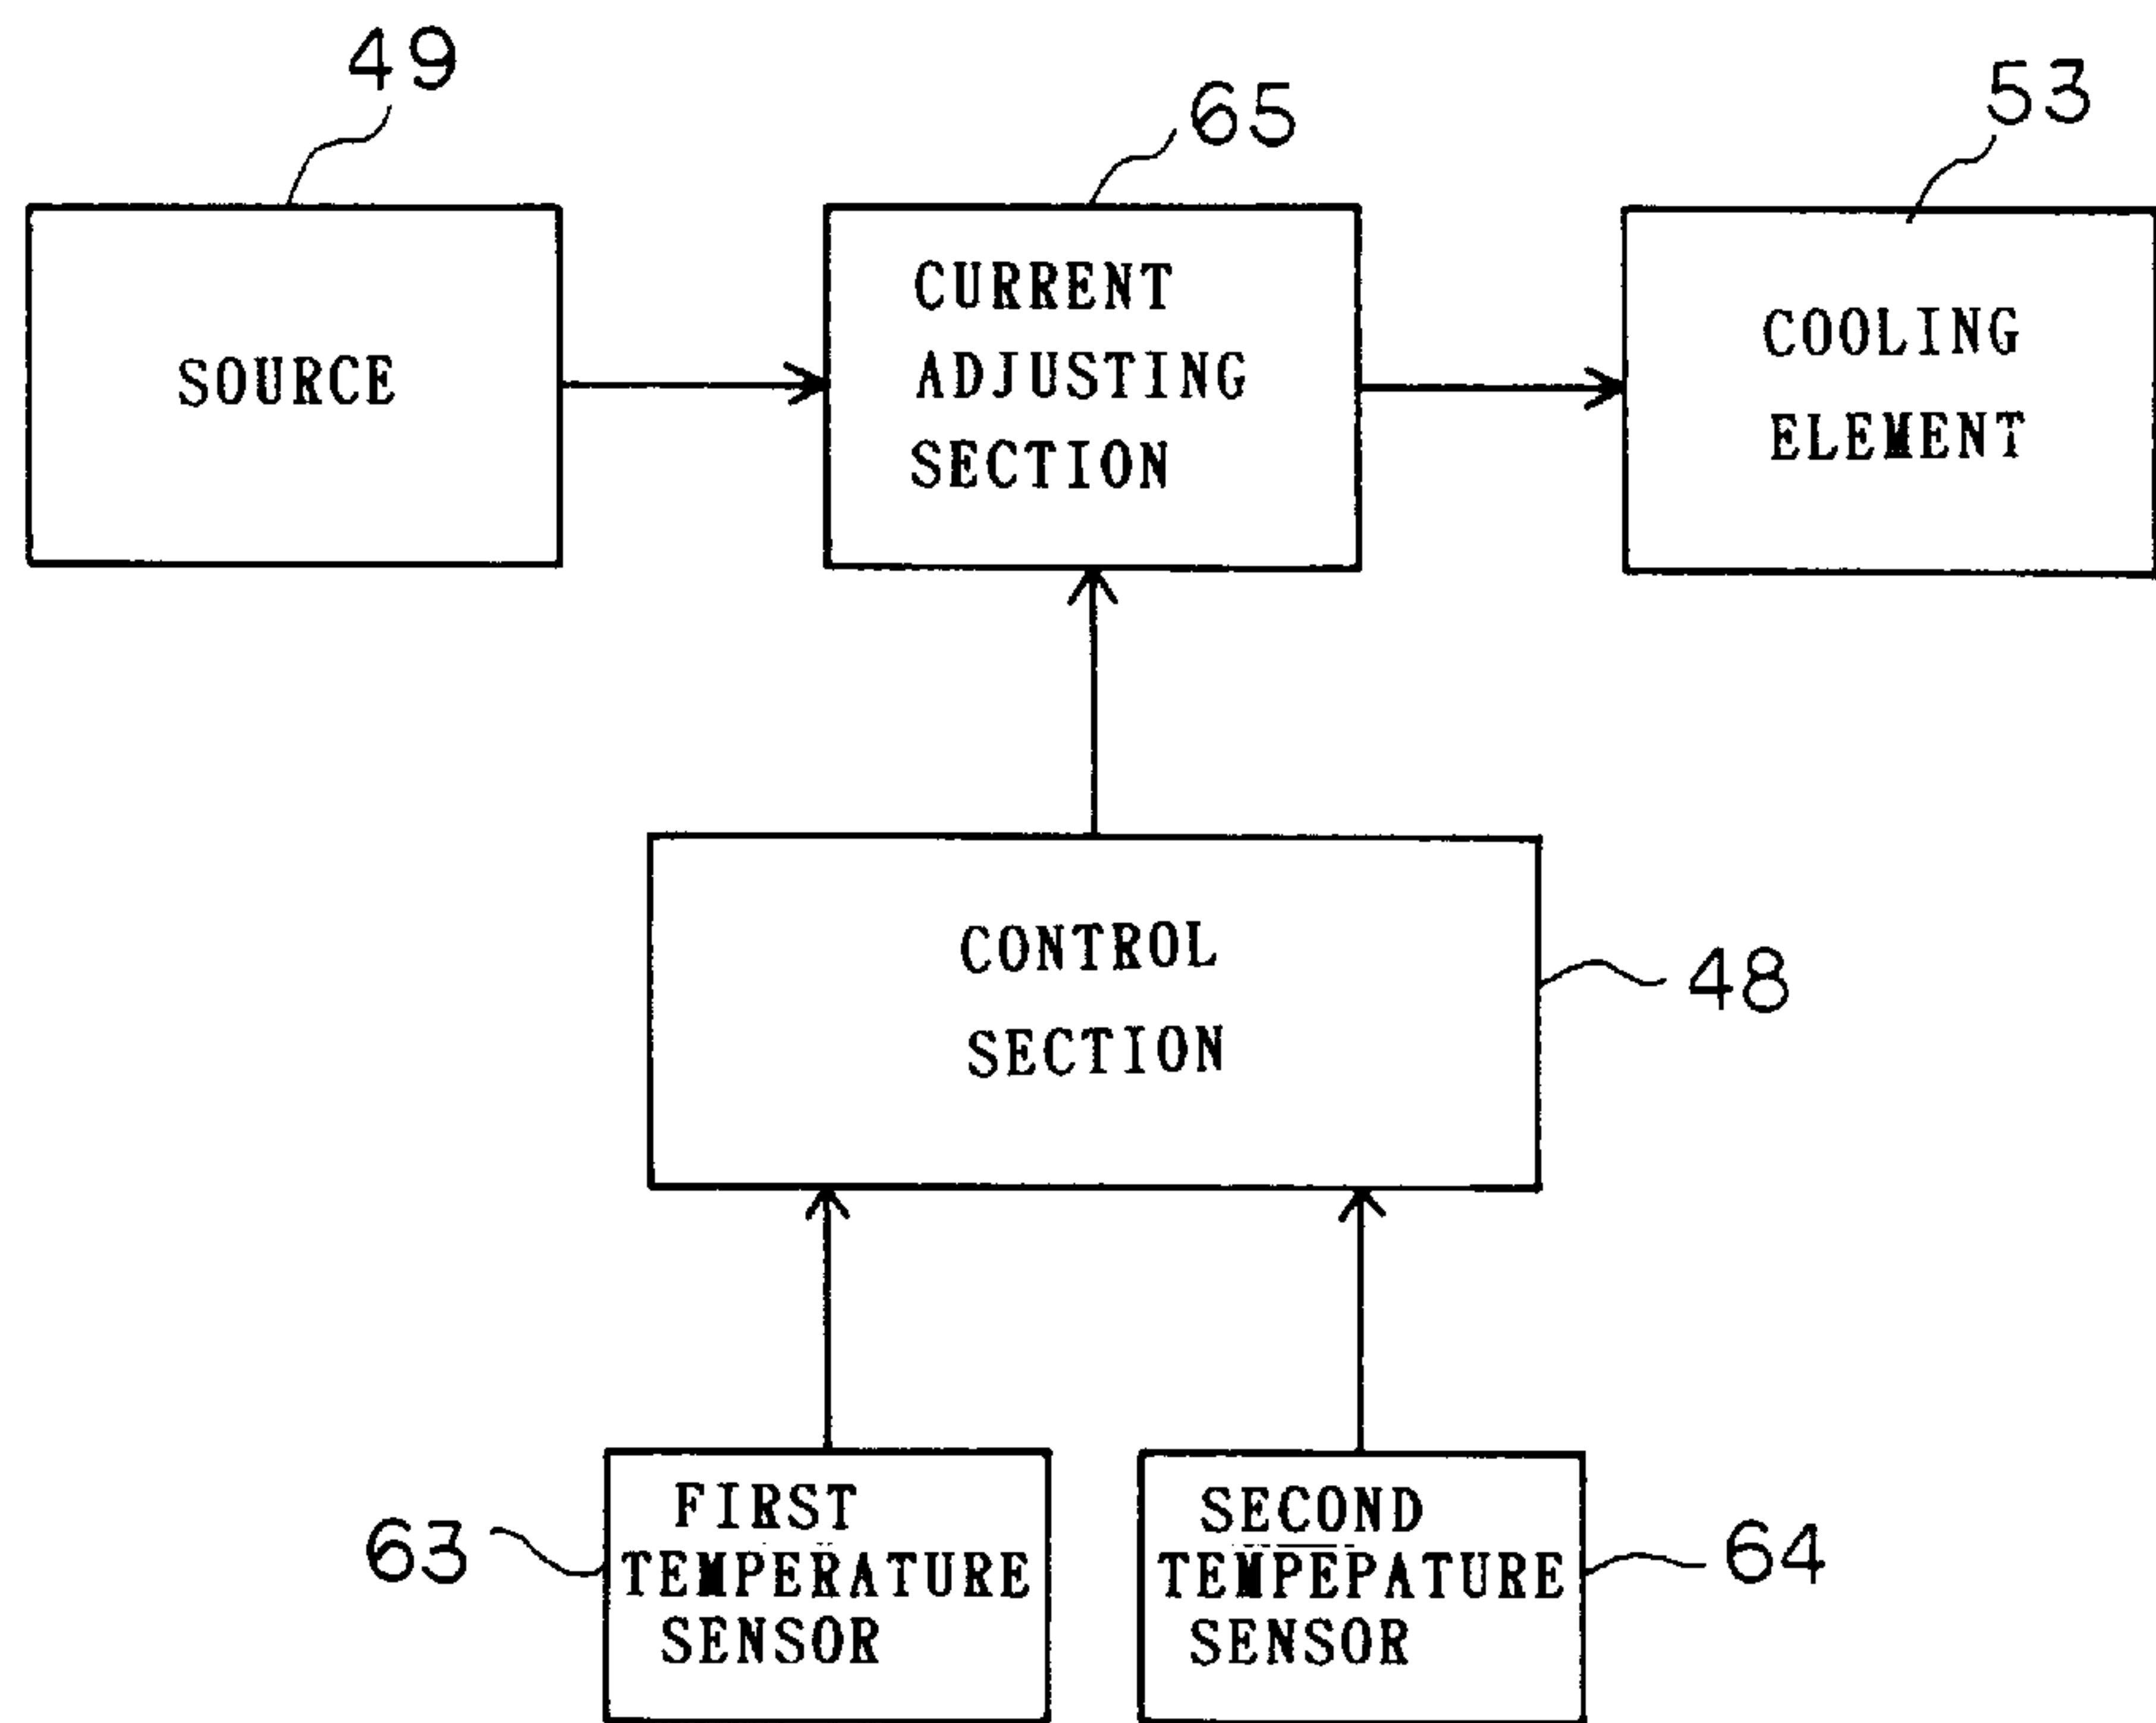 49
65
53
SOURCE
CURRENT
ADJUSTING
SECTION
COOLING
ELEMENT
CONTROL
SECTION
48
63
FIRST
TEMPERATURE
SENSOR
SECOND
TEMPEPATURE
SENSOR
64